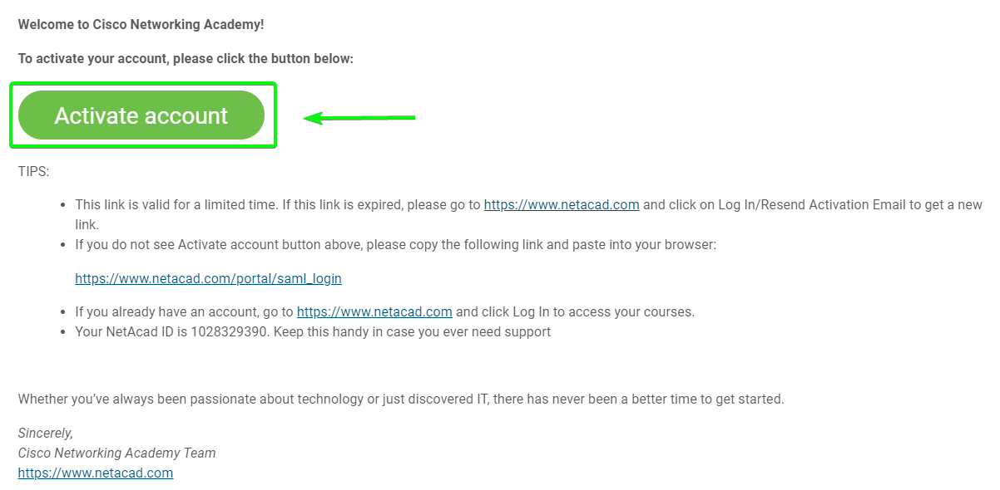 Welcome to Cisco Networking Academy!
To activate your account, please click the button below:
Activate account
TIPS:
• This link is valid for a limited time. If this link is expired, please go to https://www.netacad.com and click on Log In/Resend Activation Email to get a new
link.
• If you do not see Activate account button above, please copy the following link and paste into your browser:
https://www.netacad.com/portal/saml_login
• If you already have an account, go to https://www.netacad.com and click Log In to access your courses.
• Your NetAcad ID is 1028329390. Keep this handy in case you ever need support
Whether you’ve always been passionate about technology or just discovered IT, there has never been a better time to get started.
Sincerely,
Cisco Networking Academy Team
https://www.netacad.com